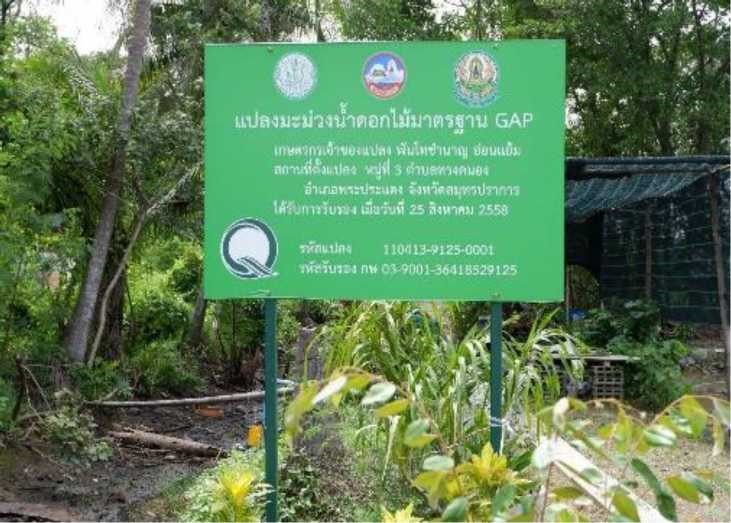 แปลงมะม่วงน้ำดอกไม้มาตรฐาน GAP
เกษตรกรเจ้าของแปลง พันโทชำนาญ อ่อนแย้ม
สถานที่ตั้งแปลง หมู่ที่ 3 ตำบลทรงคนอง
อำเภอพระประแดง จังหวัดสมุทรปราการ
ได้รับการรับรอง เมื่อวันที่ 25 สิงหาคม 2558
รหัสแปลง 110413-9125-0001
รหัสรับรอง กษ 03-9001-36418529125